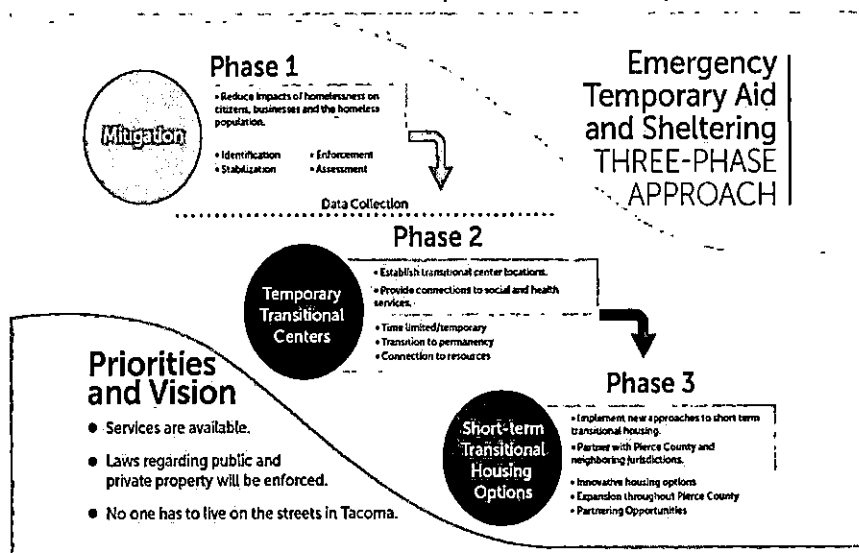 Emergency
Temporary Aid
and Sheltering
THREE-PHASE
APPROACH
Phase 1
Mitigation
• Reduce impacts of homelessness on
citizens, businesses and the homeless
population.
• Identification
• Enforcement
• Stabilization
• Assessment
Data Collection
Phase 2
Temporary
Transitional
Centers
• Establish transitional center locations.
• Provide connections to social and health
services.
• Time limited/temporary
• Transition to permanency
• Connection to resources
Phase 3
Short-term
Transitional
Housing
Options
• Implement new approaches to short term
transitional housing.
• Partner with Pierce County and
neighboring jurisdictions.
• Innovative housing options
• Expansion throughout Pierce County
• Partnering Opportunities
Priorities
and Vision
• Services are available.
• Laws regarding public and
private property will be enforced.
• No one has to live on the streets in Tacoma.